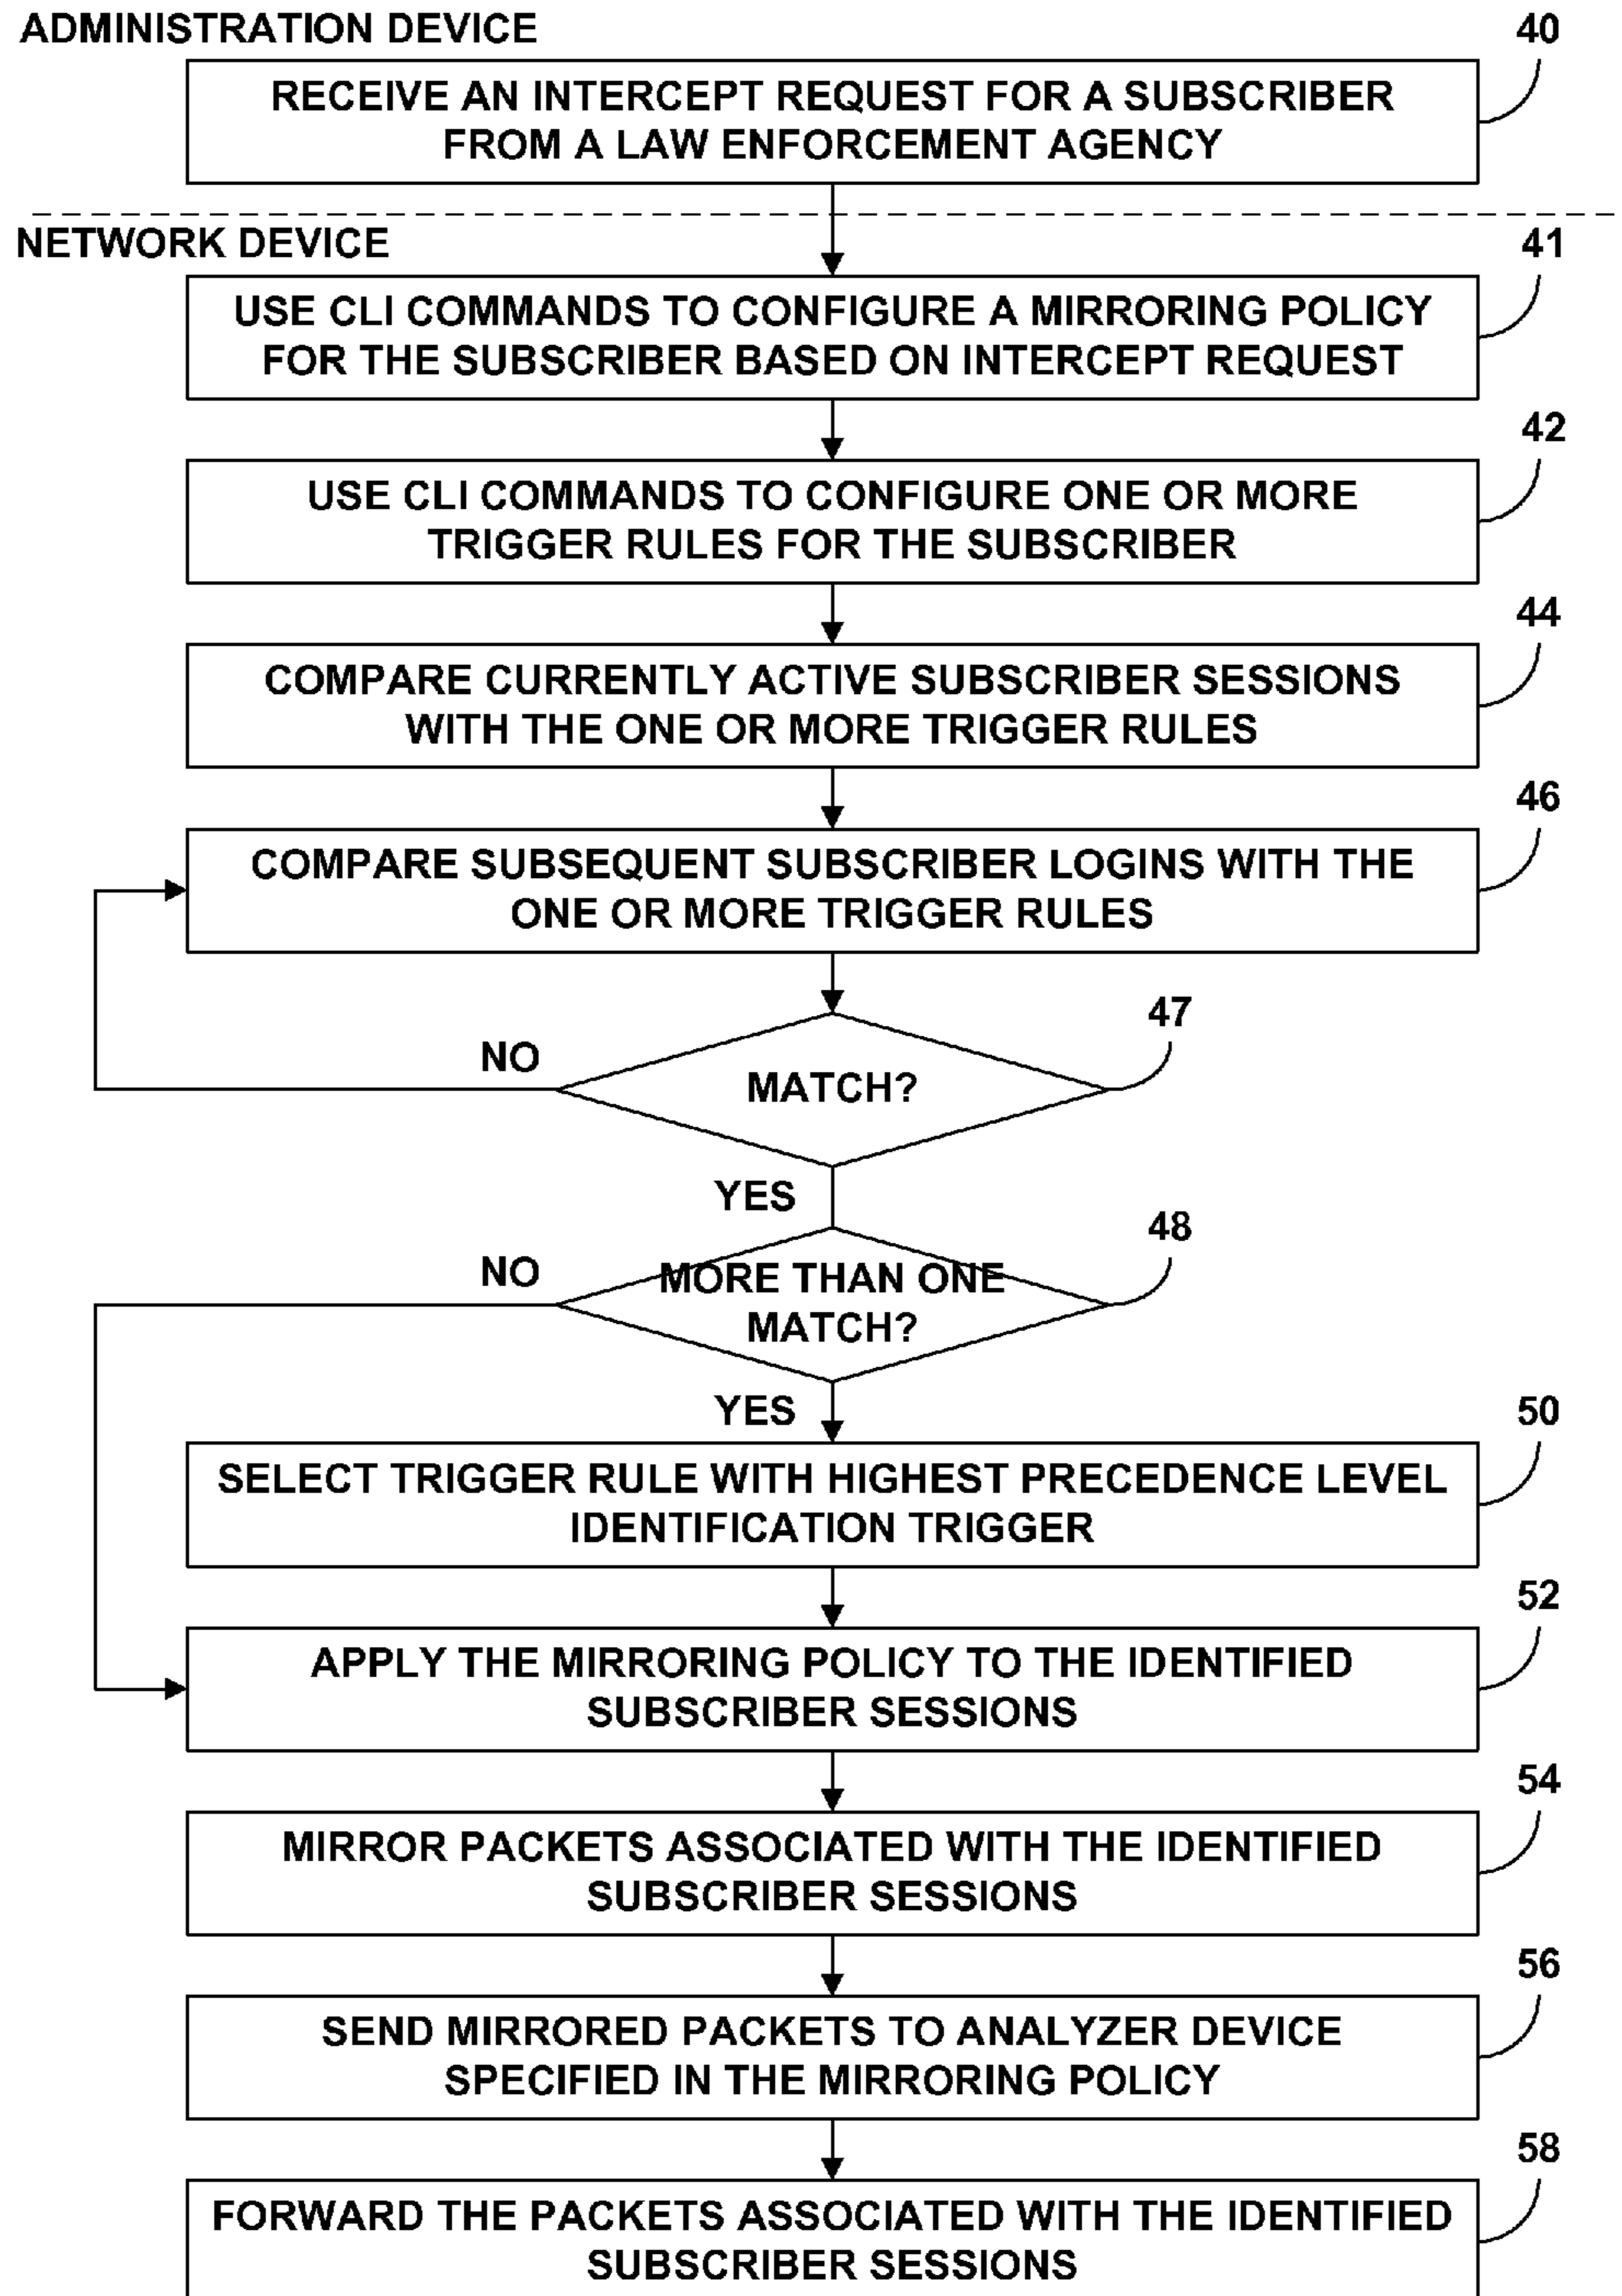 ADMINISTRATION DEVICE
40
RECEIVE AN INTERCEPT REQUEST FOR A SUBSCRIBER
FROM A LAW ENFORCEMENT AGENCY
NETWORK DEVICE
41
USE CLI COMMANDS TO CONFIGURE A MIRRORING POLICY
FOR THE SUBSCRIBER BASED ON INTERCEPT REQUEST
42
USE CLI COMMANDS TO CONFIGURE ONE OR MORE
TRIGGER RULES FOR THE SUBSCRIBER
44
COMPARE CURRENTLY ACTIVE SUBSCRIBER SESSIONS
WITH THE ONE OR MORE TRIGGER RULES
46
COMPARE SUBSEQUENT SUBSCRIBER LOGINS WITH THE
ONE OR MORE TRIGGER RULES
47
NO
MATCH?
YES
48
NO
MORE THAN ONE
MATCH?
YES
50
SELECT TRIGGER RULE WITH HIGHEST PRECEDENCE LEVEL
IDENTIFICATION TRIGGER
52
APPLY THE MIRRORING POLICY TO THE IDENTIFIED
SUBSCRIBER SESSIONS
54
MIRROR PACKETS ASSOCIATED WITH THE IDENTIFIED
SUBSCRIBER SESSIONS
56
SEND MIRRORED PACKETS TO ANALYZER DEVICE
SPECIFIED IN THE MIRRORING POLICY
58
FORWARD THE PACKETS ASSOCIATED WITH THE IDENTIFIED
SUBSCRIBER SESSIONS